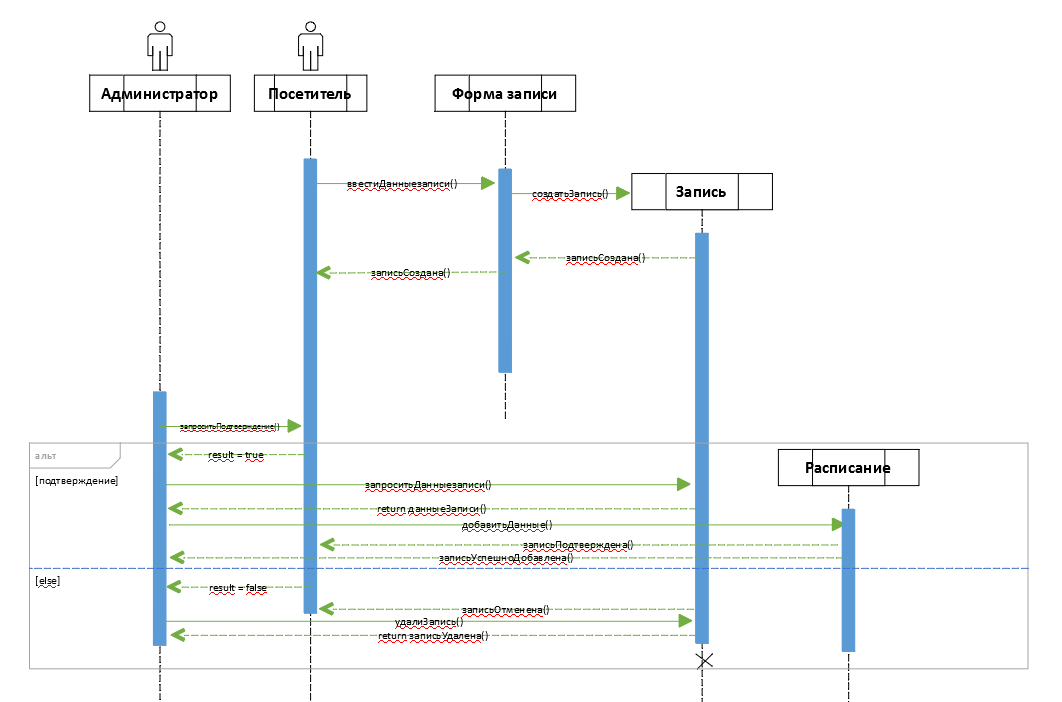 Администратор
Посетитель
Форма записи
ввестиДанныезаписи()
создатьЗапись()
Запись
записьСоздана()
записьСоздана()
запроситьПодтверждение()
альт
result = true
Расписание
[подтверждение]
запроситьДанныезаписи()
return данныеЗаписи()
добавитьДанные()
записьПодтверждена()
записьУспешноДобавлена()
[else]
result = false
записьОтменена()
удалиЗапись()
return записьУдалена()